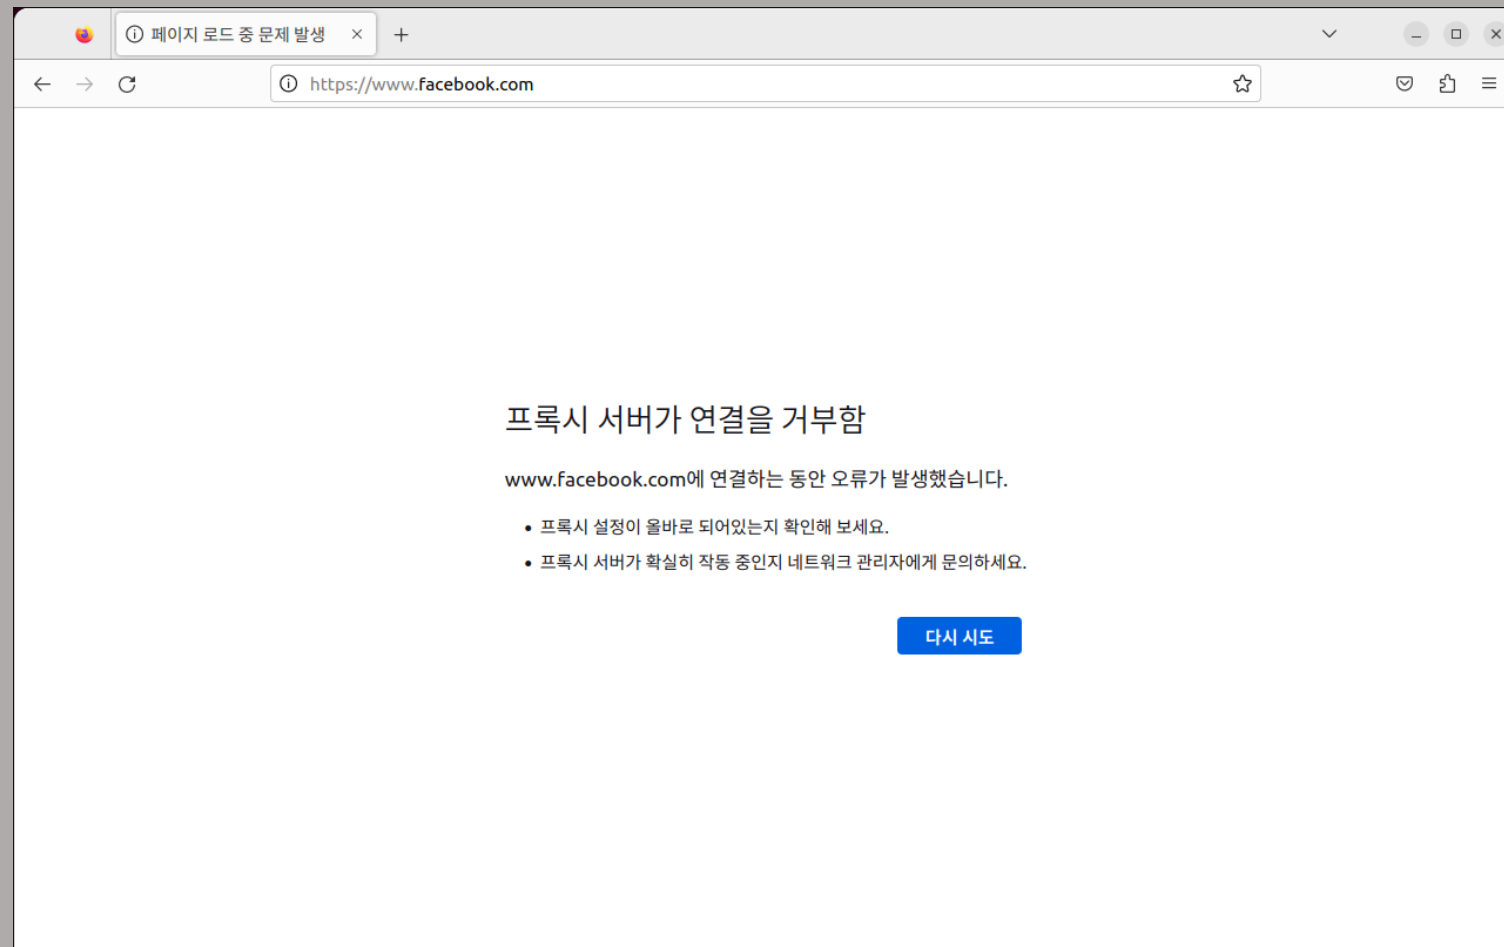 페이지 로드 중 문제 발생
https://www.facebook.com
프록시 서버가 연결을 거부함
www.facebook.com에 연결하는 동안 오류가 발생했습니다.
• 프록시 설정이 올바로 되어있는지 확인해 보세요.
• 프록시 서버가 확실히 작동 중인지 네트워크 관리자에게 문의하세요.
다시 시도